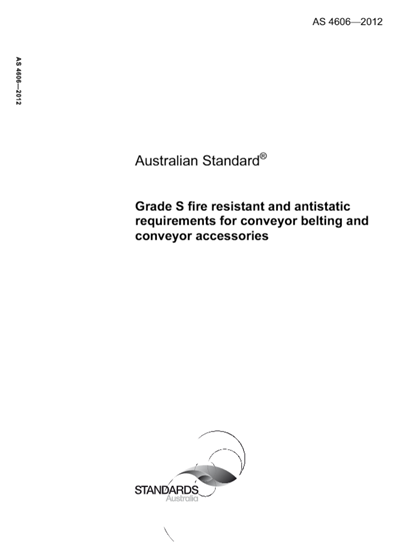 AS 4606—2012
AS 4606—2012
Australian Standard®
Grade S fire resistant and antistatic
requirements for conveyor belting and
conveyor accessories
STANDARDS
Australia